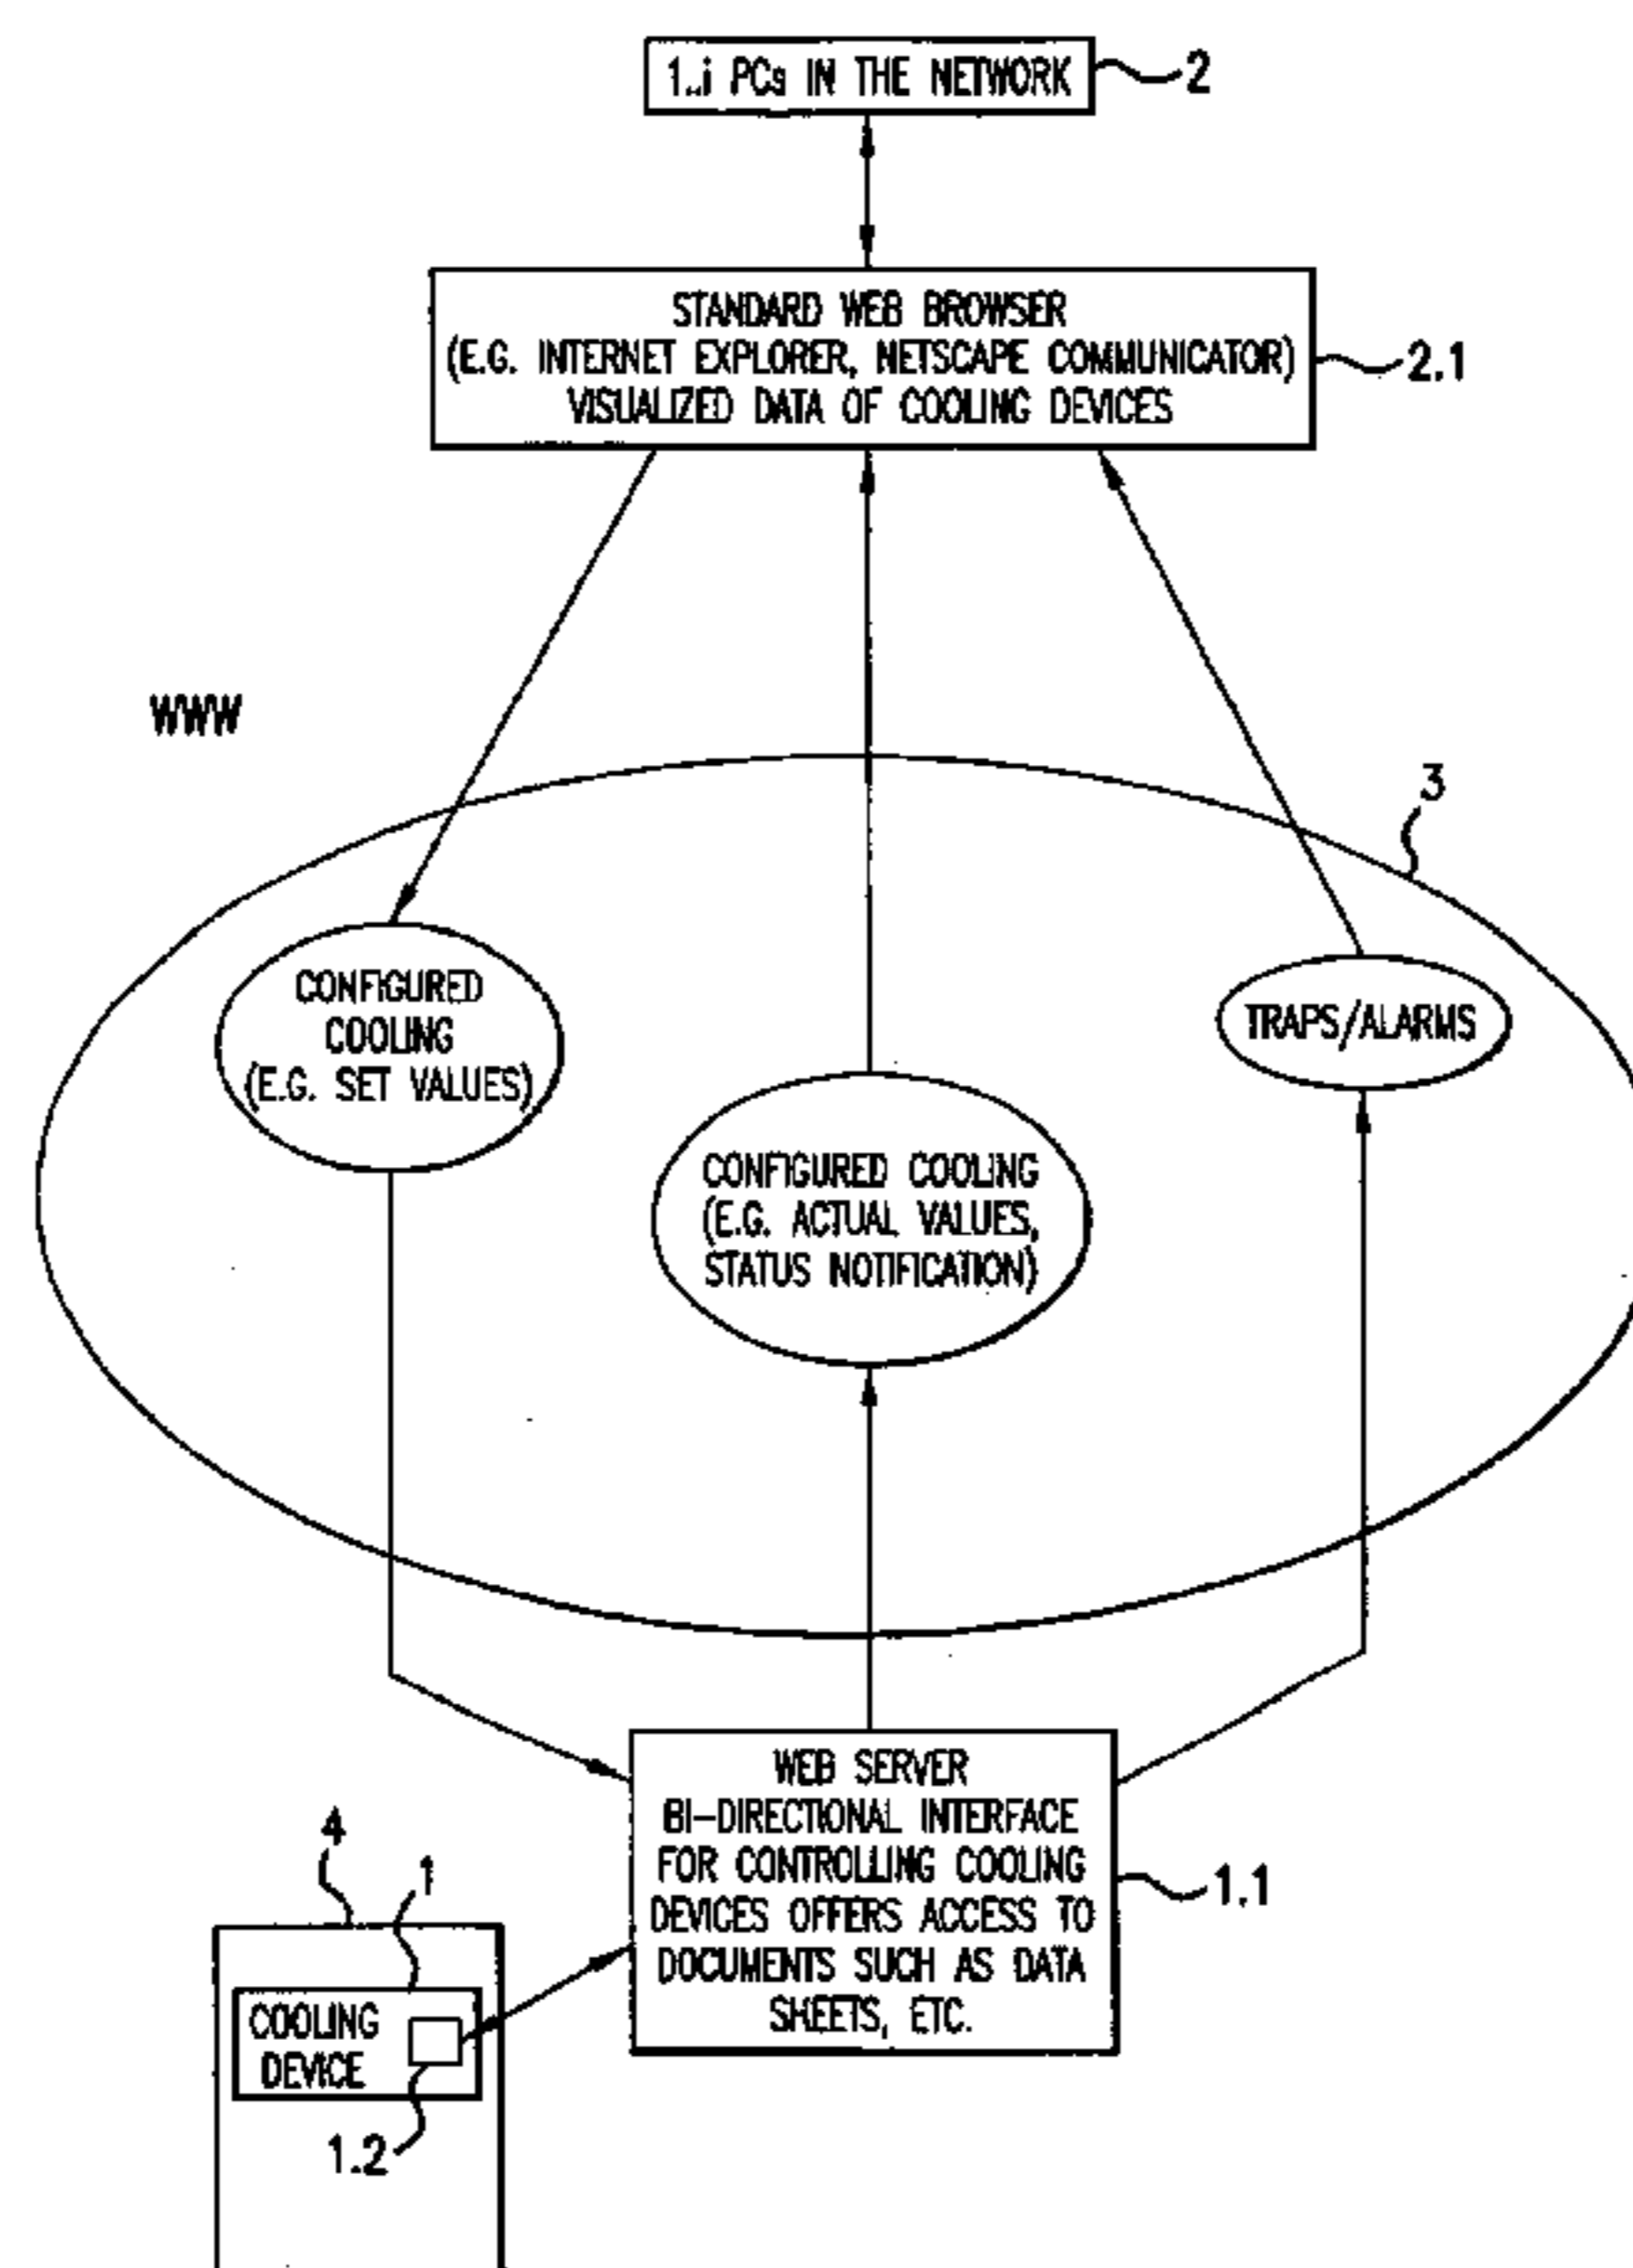 1..i PCs IN THE NETWORK
2
STANDARD WEB BROWSER
(E.G. INTERNET EXPLORER, NETSCAPE COMMUNICATOR)
VISUALIZED DATA OF COOLING DEVICES
2.1
WWW
3
CONFIGURED
COOLING
(E.G. SET VALUES)
TRAPS/ALARMS
CONFIGURED COOLING
(E.G. ACTUAL VALUES,
STATUS NOTIFICATION)
WEB SERVER
BI-DIRECTIONAL INTERFACE
FOR CONTROLLING COOLING
DEVICES OFFERS ACCESS TO
DOCUMENTS SUCH AS DATA
SHEETS, ETC.
1.1
4
1
COOLING
DEVICE
1.2